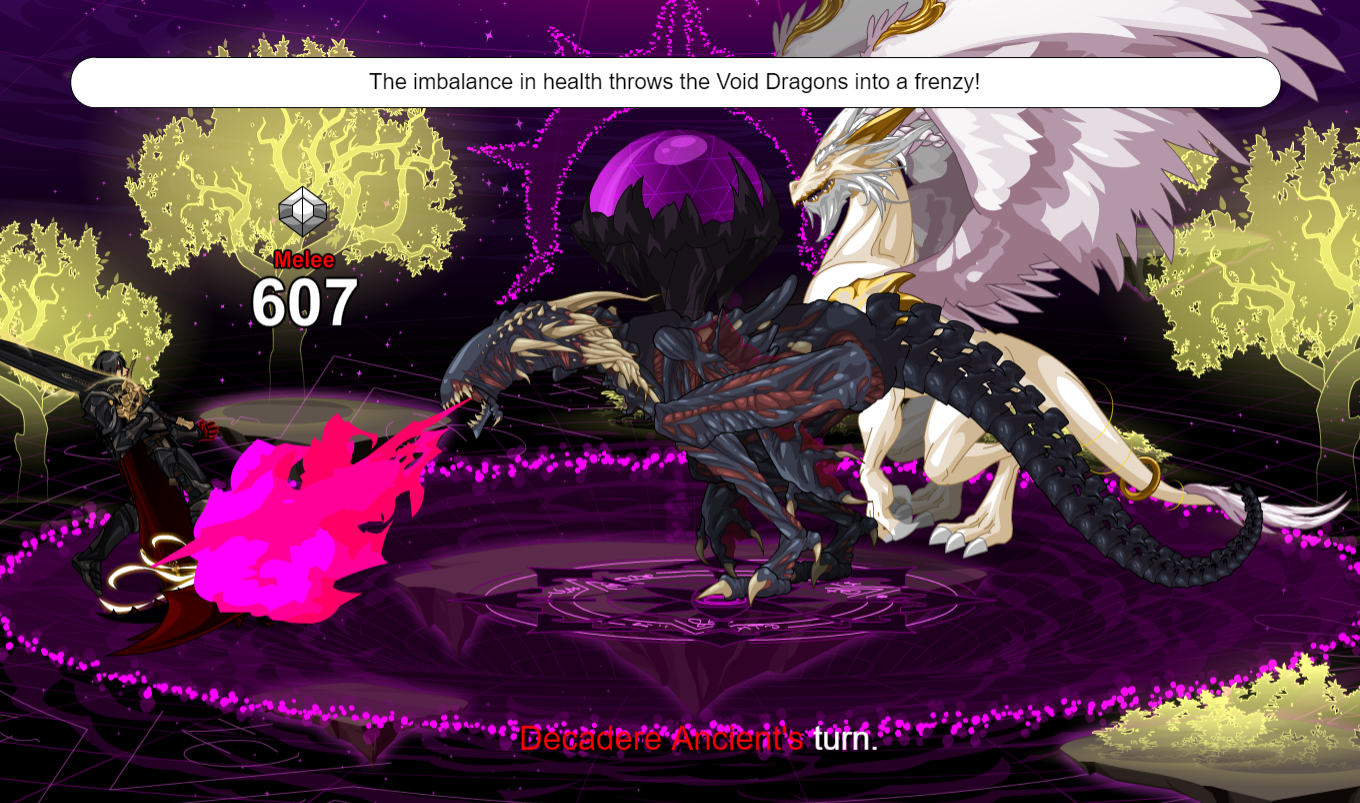 The imbalance in health throws the Void Dragons into a frenzy!
Melee
607
Decadere Ancient's turn.